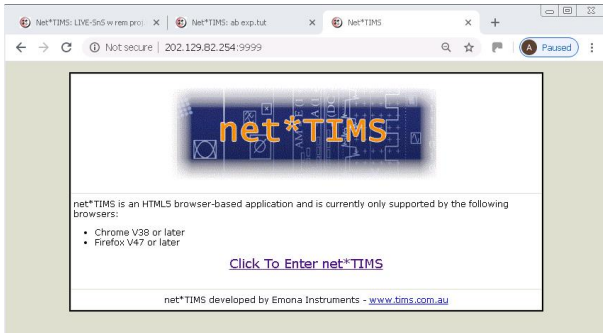 Net*TIMS: LIVE-SnS w rem pro
Net*TIMS: ab exp.tut
Net*TIMS
Not secure | 202.129.82.254:9999
A Paused
net*TIMS
net*TIMS is an HTML5 browser-based application and is currently only supported by the following
browsers:
• Chrome V38 or later
• Firefox V47 or later
Click To Enter net*TIMS
net*TIMS developed by Emona Instruments - www.tims.com.au